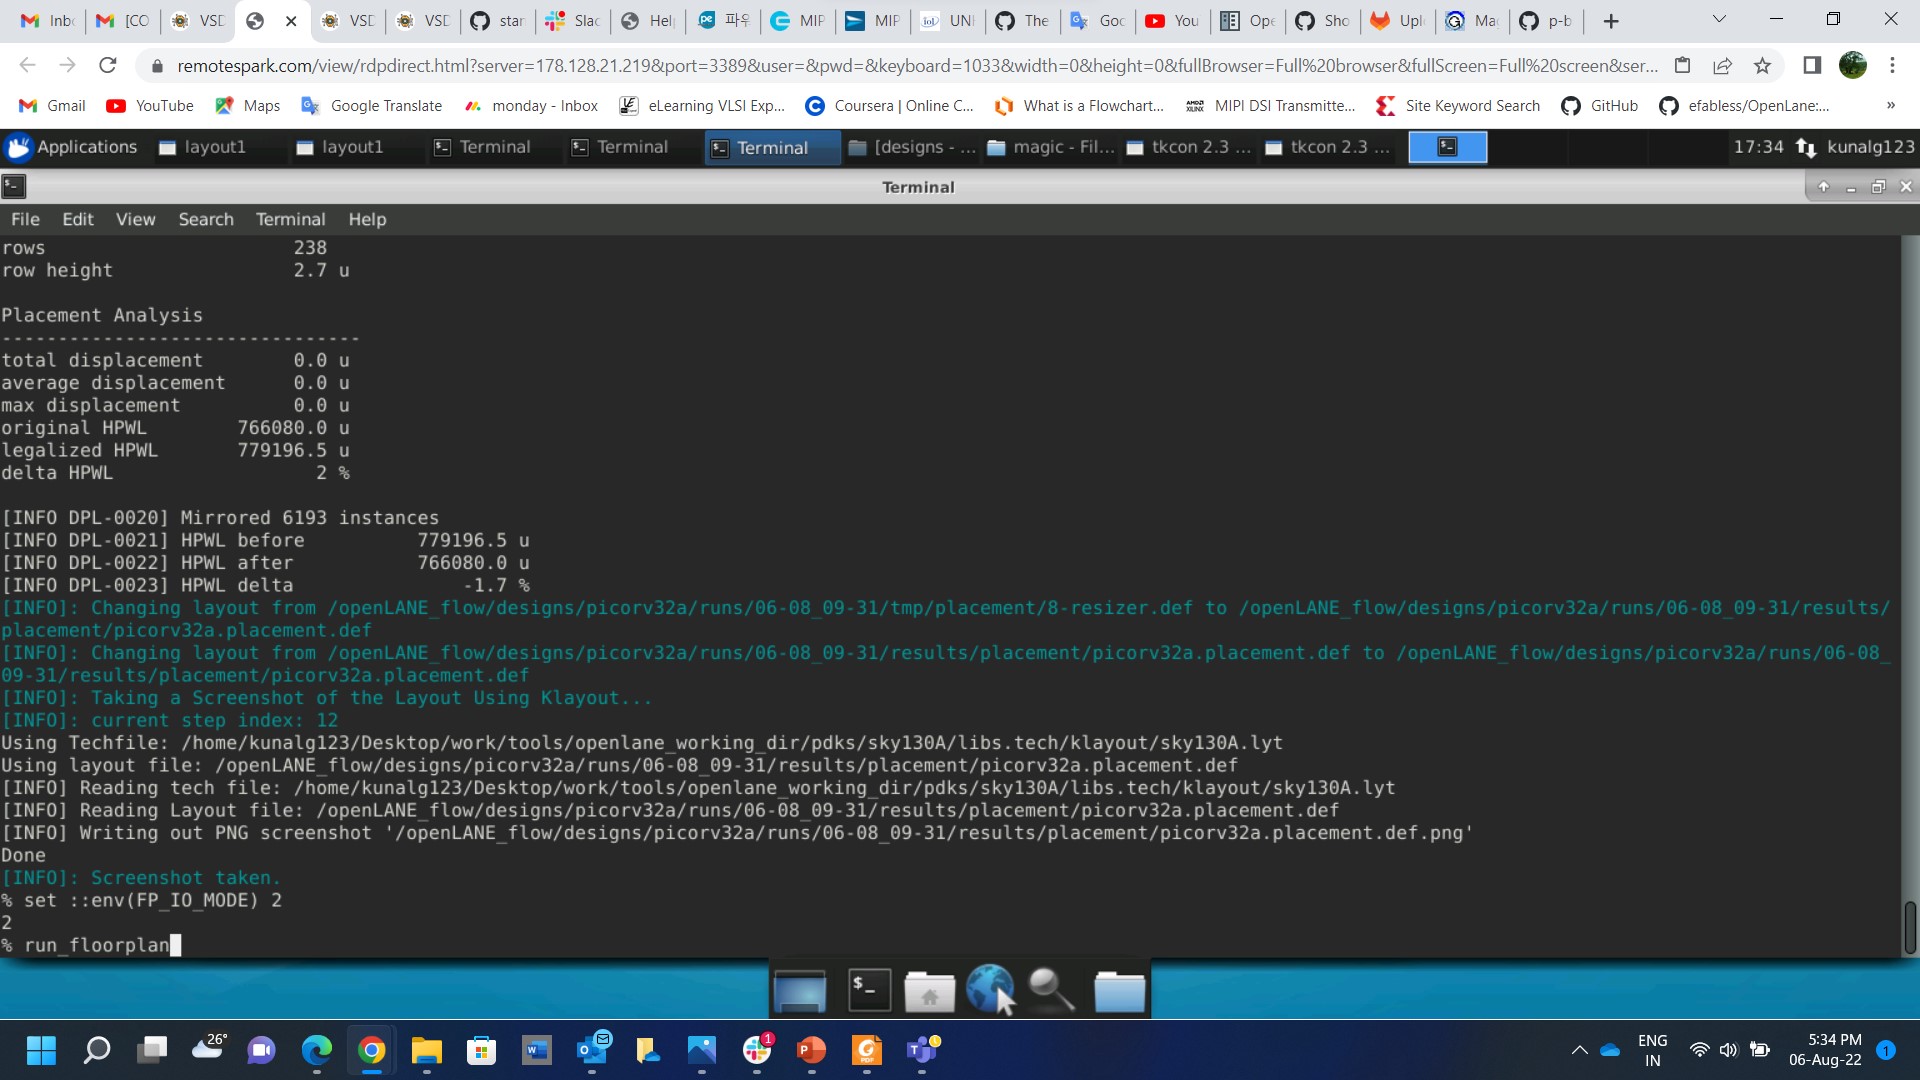 Inb
[CO
VSD
VSD
VSD
star
Slac
Hel
파우
MIP
MIP
UNI
The
Goo
You
Ope
Sho
Upl
Ma
p-b
remotespark.com/view/rdpdirect.html?server=178.128.21.219&port=3389&user=&pwd=&keyboard=1033&width=0&height=0&fullBrowser=Full%20browser&fullScreen=Full%20screen&ser...
Gmail YouTube Maps Google Translate monday - Inbox eLearning VLSI Exp... Coursera | Online C... What is a Flowchart... MIPI DSI Transmitte... Site Keyword Search GitHub efabless/OpenLane:... »
Applications layout1 layout1 Terminal Terminal Terminal [designs - ... magic - Fil... tkcon 2.3 ... tkcon 2.3 ... 17:34 kunalg123
Terminal
File Edit View Search Terminal Help
rows 238
row height 2.7 u
Placement Analysis
--------------------------------
total displacement 0.0 u
average displacement 0.0 u
max displacement 0.0 u
original HPWL 766080.0 u
legalized HPWL 779196.5 u
delta HPWL 2 %
[INFO DPL-0020] Mirrored 6193 instances
[INFO DPL-0021] HPWL before 779196.5 u
[INFO DPL-0022] HPWL after 766080.0 u
[INFO DPL-0023] HPWL delta -1.7 %
[INFO]: Changing layout from /openLANE_flow/designs/picorv32a/runs/06-08_09-31/tmp/placement/8-resizer.def to /openLANE_flow/designs/picorv32a/runs/06-08_09-31/results/
placement/picorv32a.placement.def
[INFO]: Changing layout from /openLANE_flow/designs/picorv32a/runs/06-08_09-31/results/placement/picorv32a.placement.def to /openLANE_flow/designs/picorv32a/runs/06-08_
09-31/results/placement/picorv32a.placement.def
[INFO]: Taking a Screenshot of the Layout Using Klayout...
[INFO]: current step index: 12
Using Techfile: /home/kunalg123/Desktop/work/tools/openlane_working_dir/pdks/sky130A/libs.tech/klayout/sky130A.lyt
Using layout file: /openLANE_flow/designs/picorv32a/runs/06-08_09-31/results/placement/picorv32a.placement.def
[INFO] Reading tech file: /home/kunalg123/Desktop/work/tools/openlane_working_dir/pdks/sky130A/libs.tech/klayout/sky130A.lyt
[INFO] Reading Layout file: /openLANE_flow/designs/picorv32a/runs/06-08_09-31/results/placement/picorv32a.placement.def
[INFO] Writing out PNG screenshot '/openLANE_flow/designs/picorv32a/runs/06-08_09-31/results/placement/picorv32a.placement.def.png'
Done
[INFO]: Screenshot taken.
% set ::env(FP_IO_MODE) 2
2
% run_floorplan
26°
1
ENG
IN
5:34 PM
06-Aug-22
1